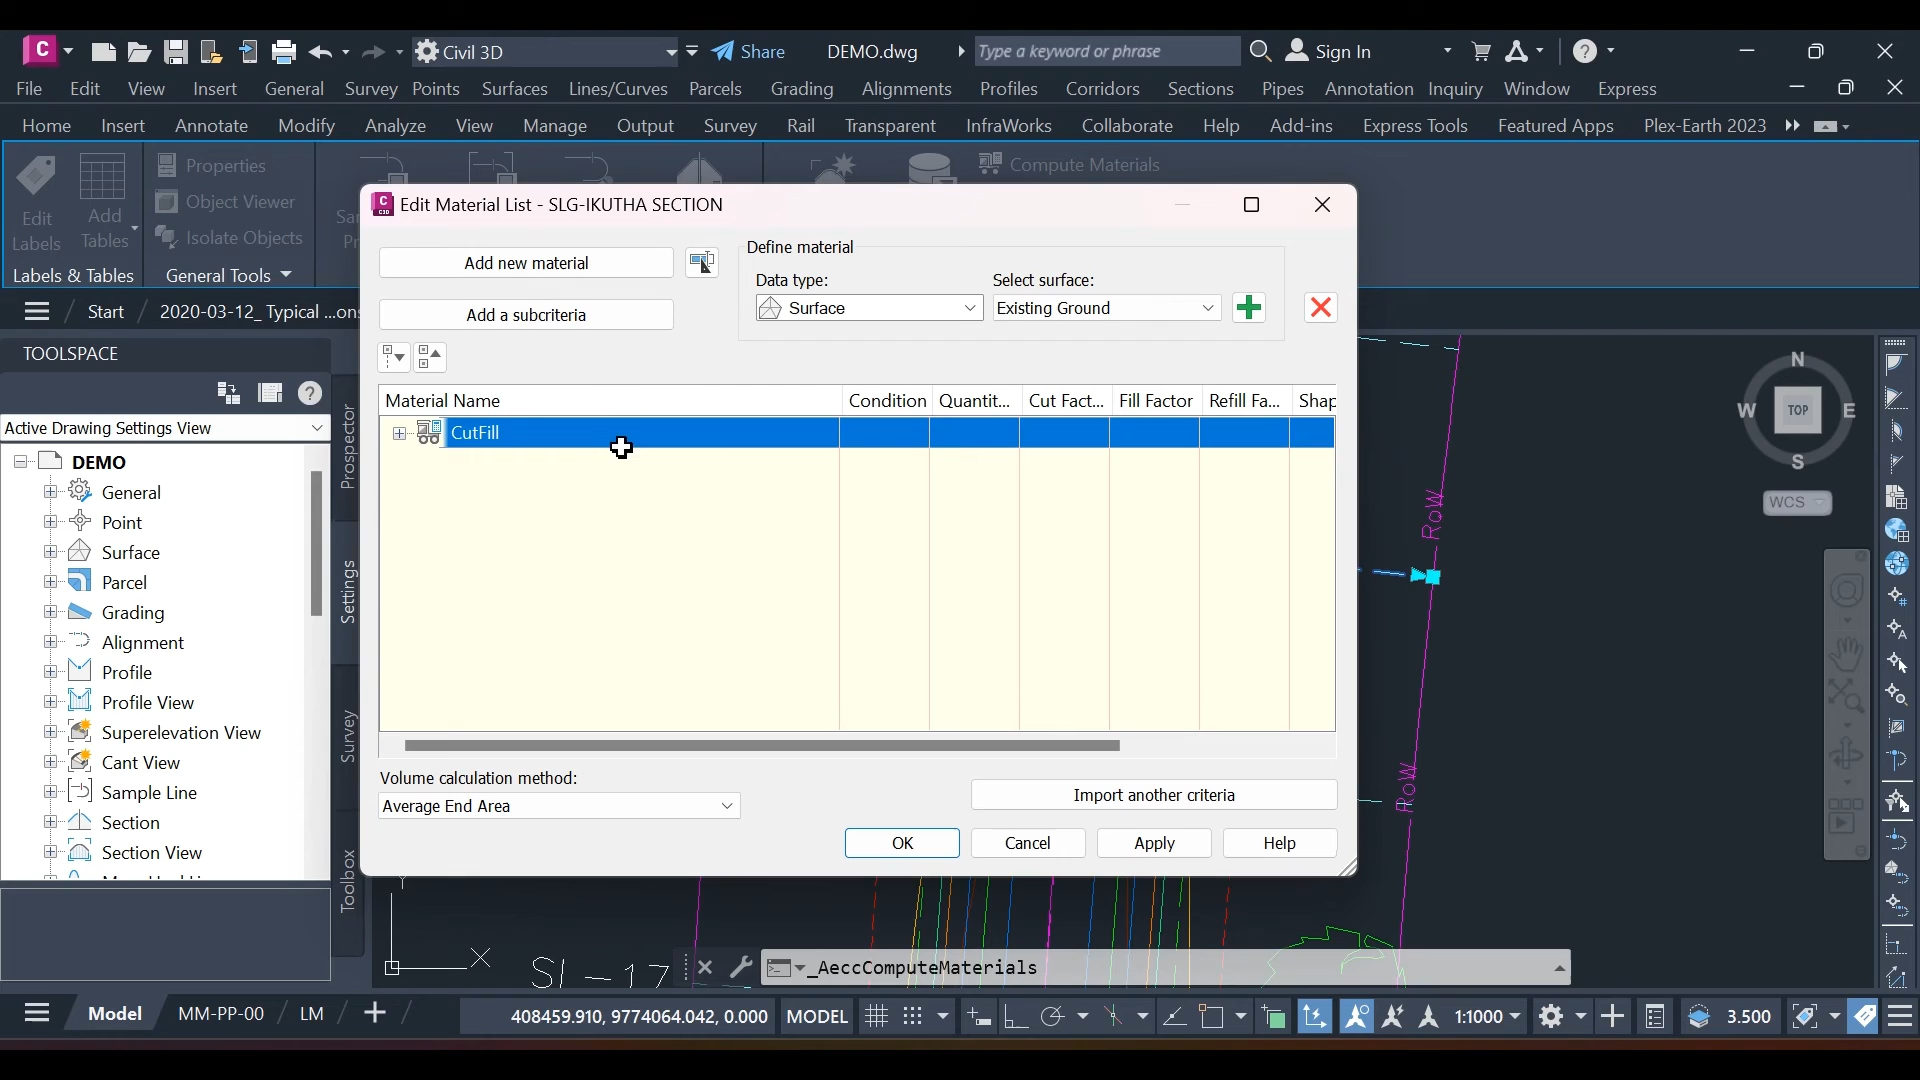 C Civil 3D Share DEMO.dwg Type a keyword or phrase Sign In
File Edit View Insert General Survey Points Surfaces Lines/Curves Parcels Grading Alignments Profiles Corridors Sections Pipes Annotation Inquiry Window Express
Home Insert Annotate Modify Analyze View Manage Output Survey Rail Transparent InfraWorks Collaborate Help Add-ins Express Tools Featured Apps Plex-Earth 2023
Edit Labels
Add Tables
Properties
Object Viewer
Isolate Objects
Compute Materials
Labels & Tables General Tools
Start / 2020-03-12_ Typical ...ons
Edit Material List - SLG-IKUTHA SECTION
Add new material
Add a subcriteria
Define material
Data type: Select surface:
Surface Existing Ground
Material Name Condition Quantit... Cut Fact... Fill Factor Refill Fa... Shap
CutFill
Volume calculation method:
Average End Area
Import another criteria
OK Cancel Apply Help
TOOLSPACE
Active Drawing Settings View
DEMO
General
Point
Surface
Parcel
Grading
Alignment
Profile
Profile View
Superelevation View
Cant View
Sample Line
Section
Section View
Prospector
Settings
Survey
Toolbox
N
W TOP E
S
WCS
RoW
RoW
Y
X
SL-17
_AeccComputeMaterials
Model MM-PP-00 LM 408459.910, 9774064.042, 0.000 MODEL 1:1000 3.500